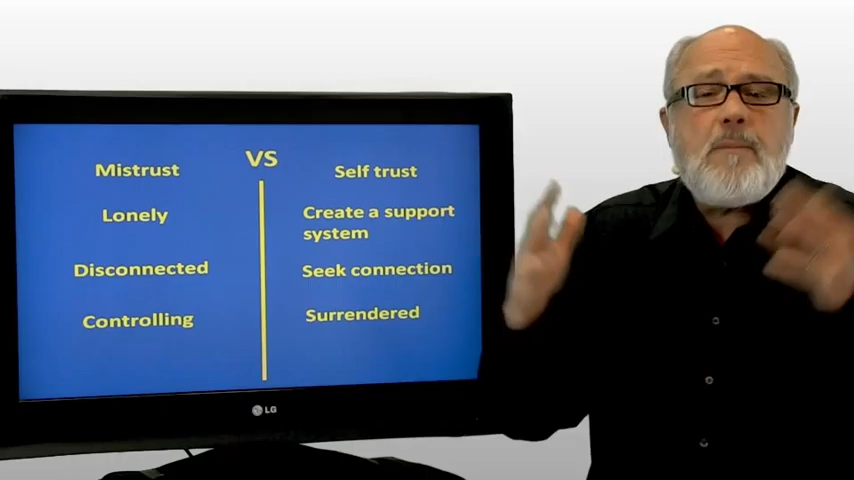 Mistrust
VS
Self trust
Lonely
Create a support
system
Disconnected
Seek connection
Controlling
Surrendered
LG